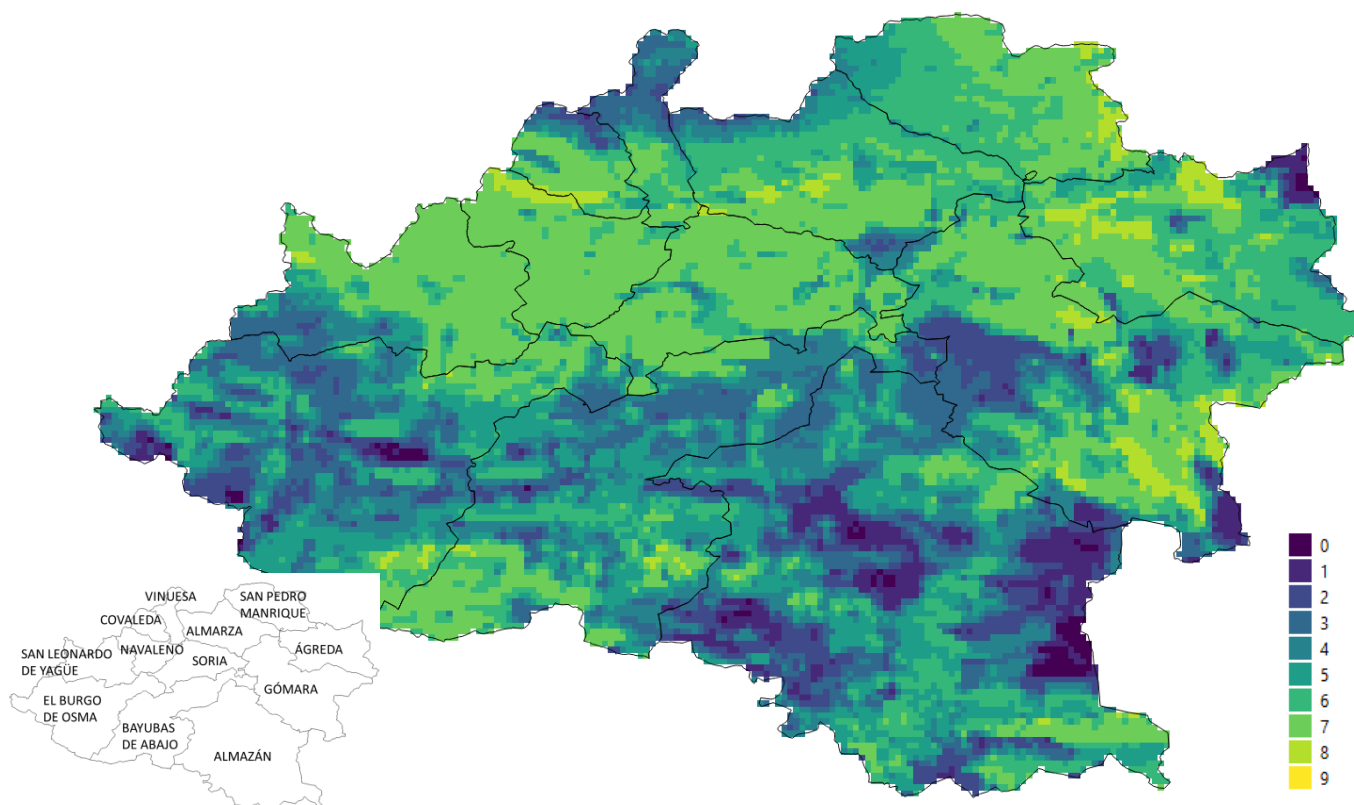 VINUESA
SAN PEDRO
MANRIQUE
COVALEDA
ALMARZA
SAN LEONARDO
DE YAGÜE
NAVALEÑO
ÁGREDA
SORIA
GÓMARA
EL BURGO
DE OSMA
BAYUBAS
DE ABAJO
ALMAZÁN
0
1
2
3
4
5
6
7
8
9